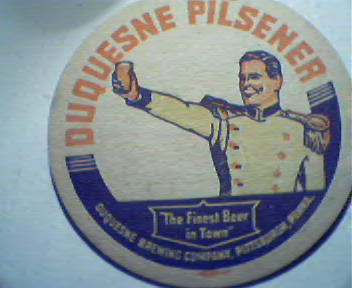 DUQUESNE PILSENER
"The Finest Beer
in Town"
DUQUESNE BREWING COMPANY, PITTSBURGH, PENNA.